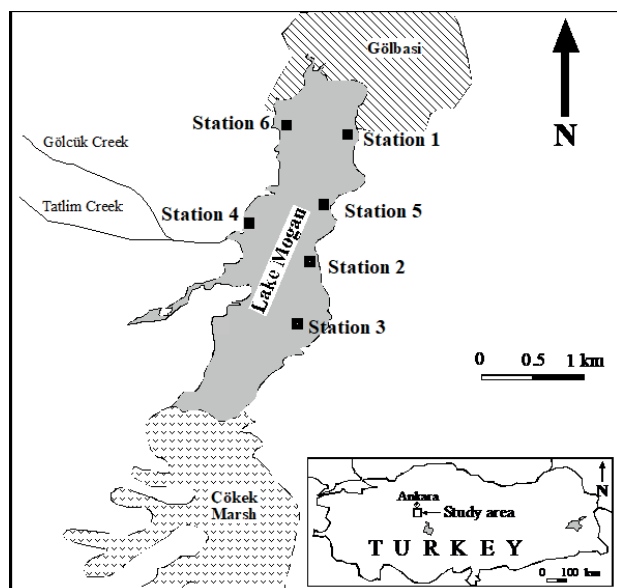 Gölbasi
Station 6
Station 1
N
Gölcük Creek
Tatlim Creek
Station 4
Station 5
Lake Mogan
Station 2
Station 3
0 0.5 1 km
Cökek
Marsh
N
Ankara
Study area
TURKEY
0 100 km